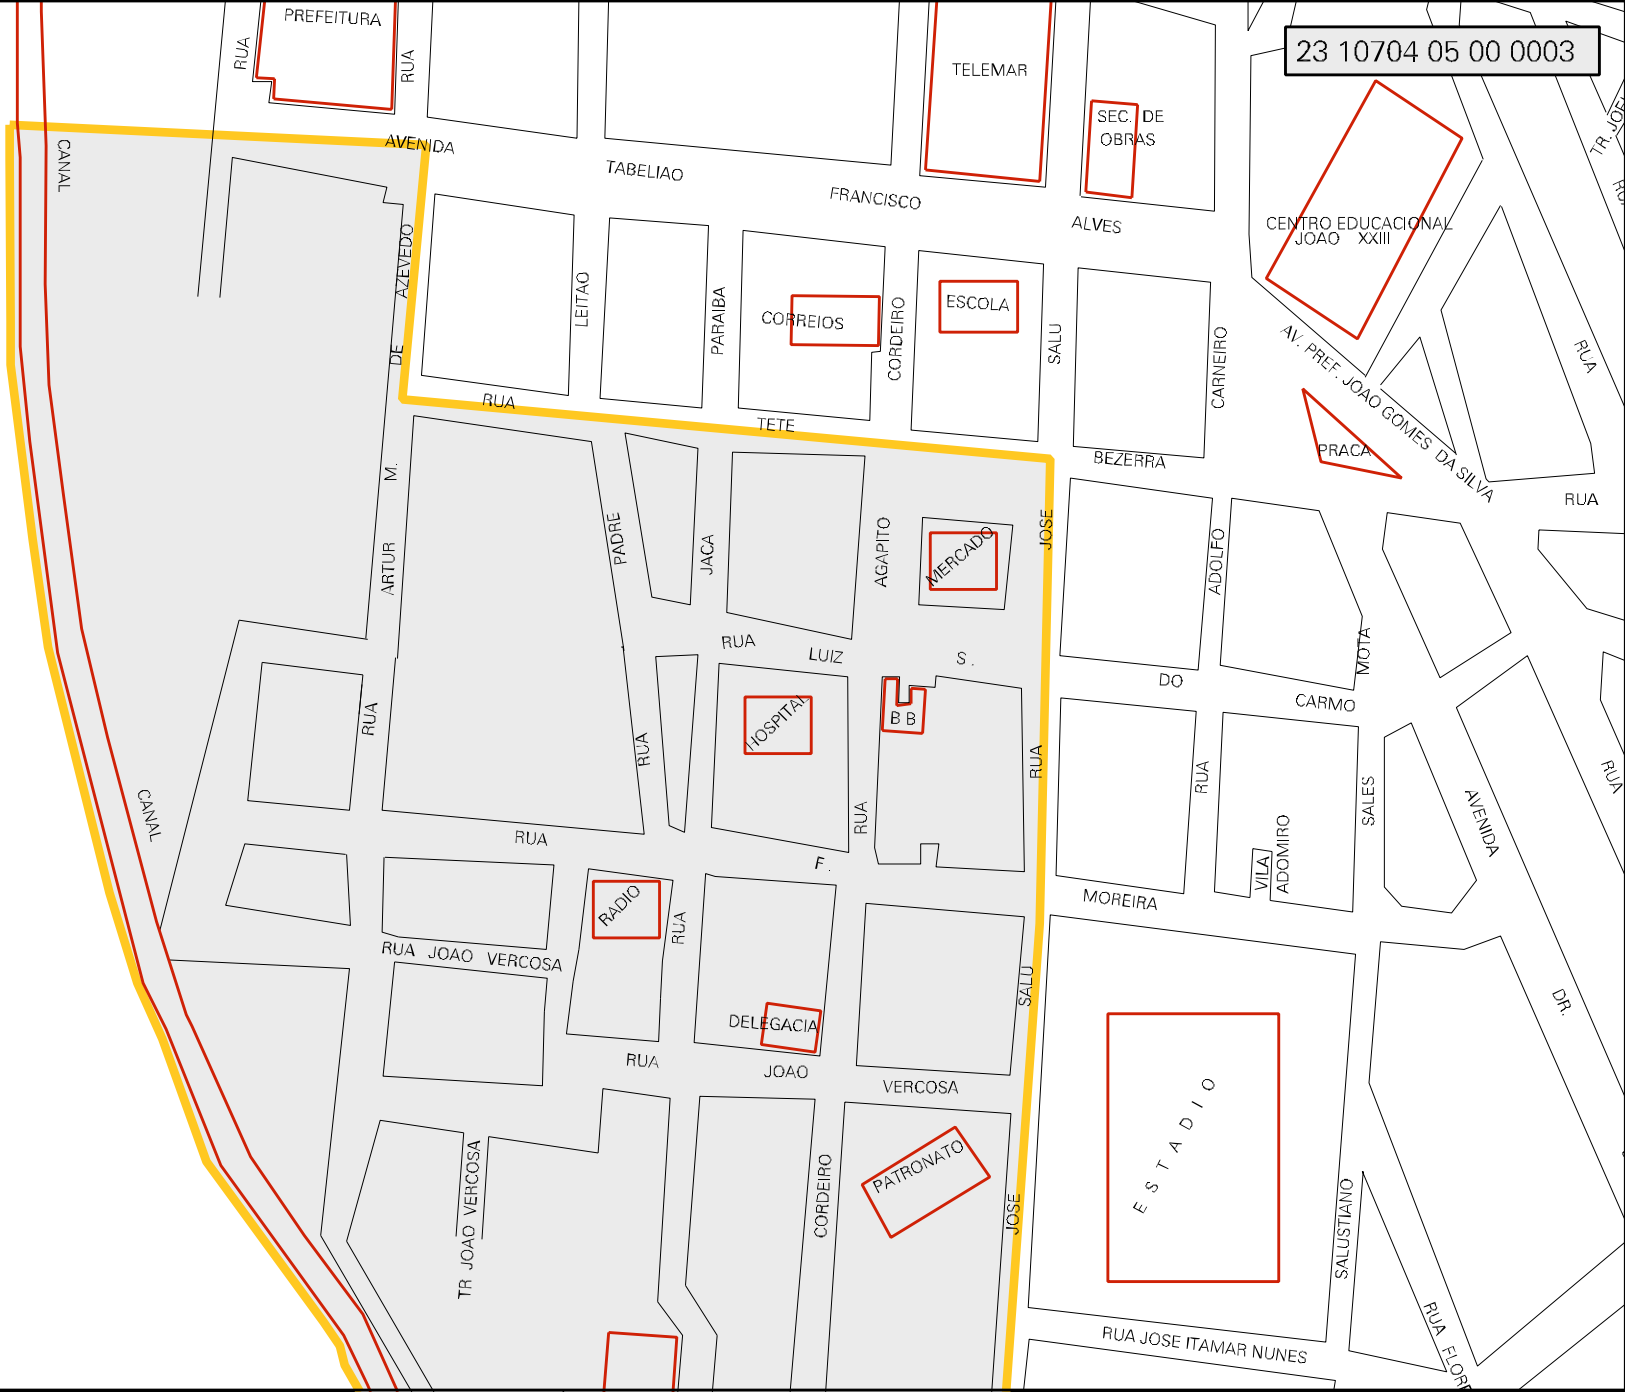 PREFEITURA
RUA
RUA
TELEMAR
SEC. DE
OBRAS
23 10704 05 00 0003
CANAL
AVENIDA
TABELIAO
FRANCISCO
ALVES
CENTRO EDUCACIONAL
JOAO XXIII
DE AZEVEDO
LEITAO
PARAIBA
CORREIOS
CORDEIRO
ESCOLA
SALU
CARNEIRO
AV. PREF. JOAO GOMES DA SILVA
RUA
RUA
TETE
BEZERRA
PRACA
RUA
ARTUR M.
PADRE
JACA
AGAPITO
MERCADO
JOSE
ADOLFO
MOTA
RUA
LUIZ
S.
DO
CARMO
RUA
RUA
HOSPITAL
BB
RUA
RUA
RUA
SALES
AVENIDA
RUA
CANAL
RUA
F.
MOREIRA
VILA
ADOMIRO
RADIO
RUA
RUA JOAO VERCOSA
DELEGACIA
SALU
DR.
RUA
JOAO
VERCOSA
ESTADIO
TR JOAO VERCOSA
CORDEIRO
PATRONATO
JOSE
SALUSTIANO
RUA JOSE ITAMAR NUNES
RUA